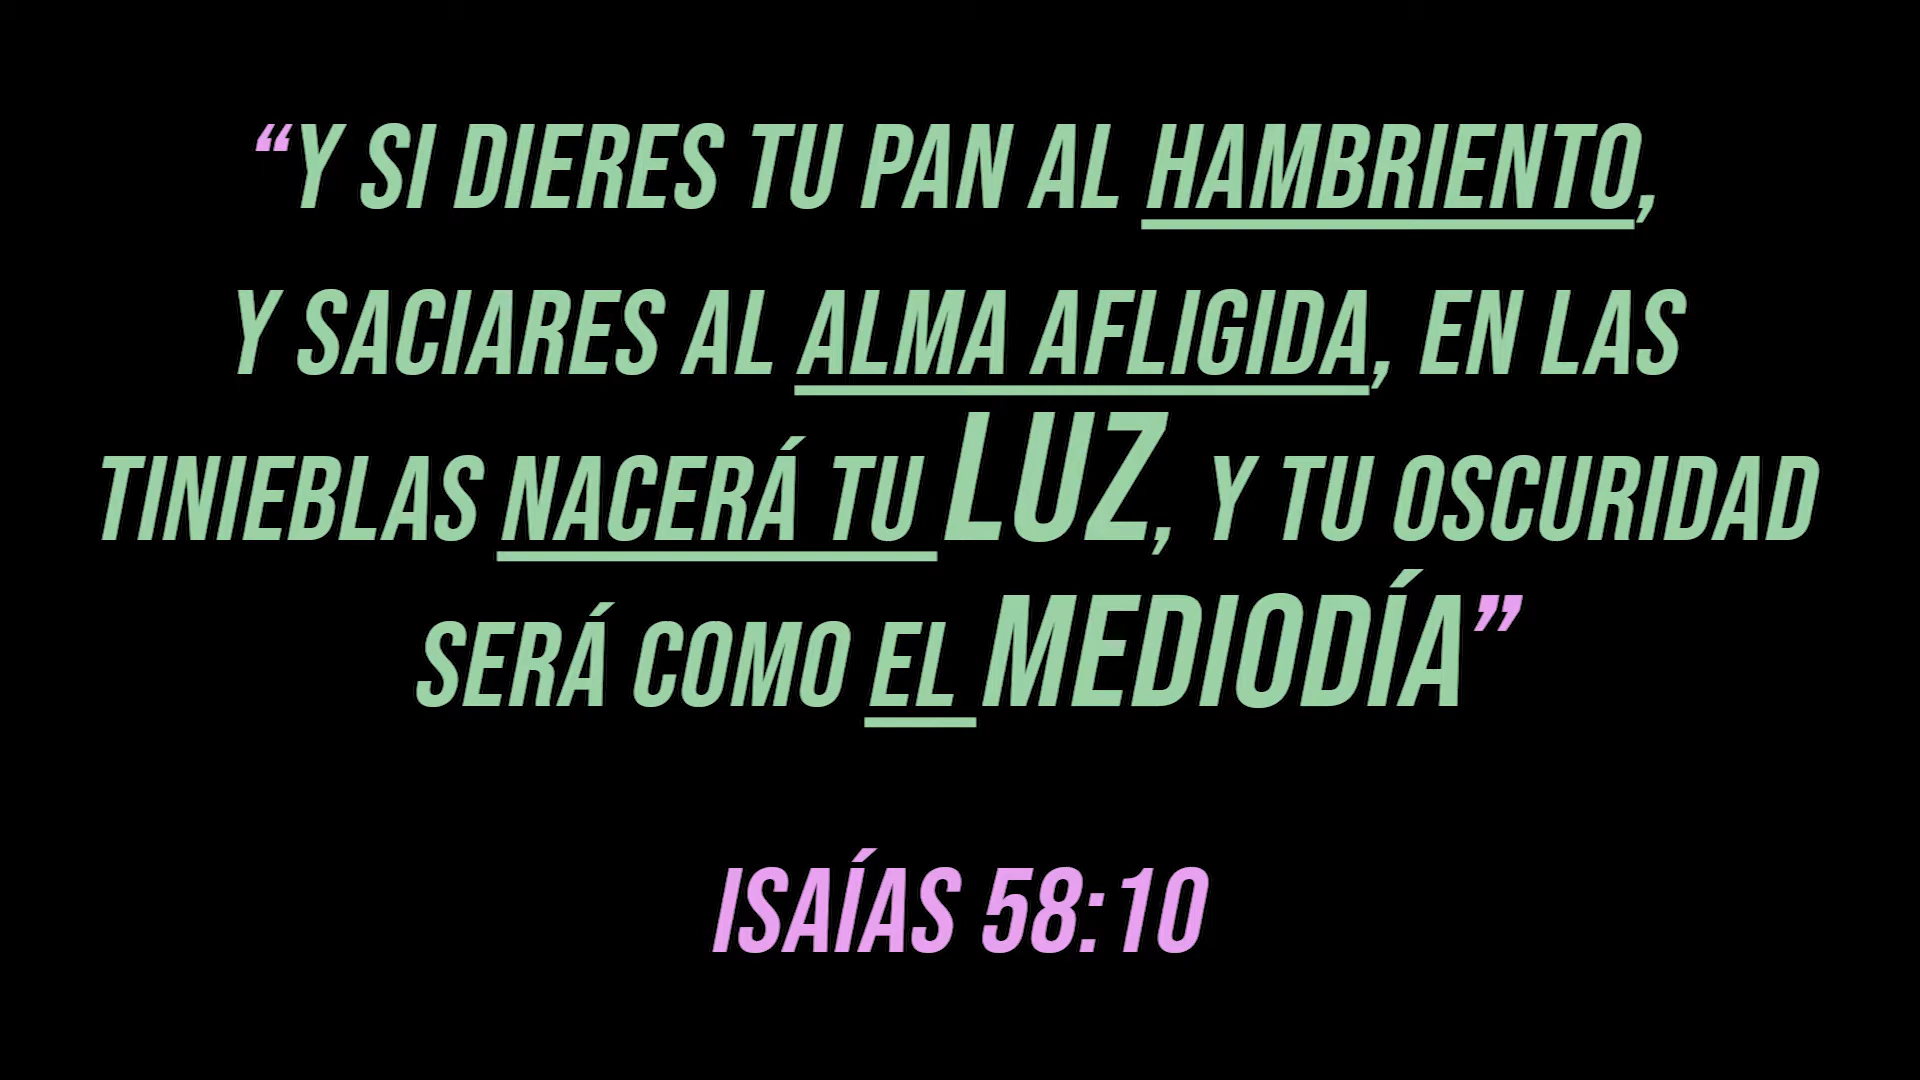 “Y SI DIERES TU PAN AL HAMBRIENTO,
Y SACIARES AL ALMA AFLIGIDA, EN LAS
TINIEBLAS NACERÁ TU LUZ, Y TU OSCURIDAD
SERÁ COMO EL MEDIODÍA”
ISAÍAS 58:10